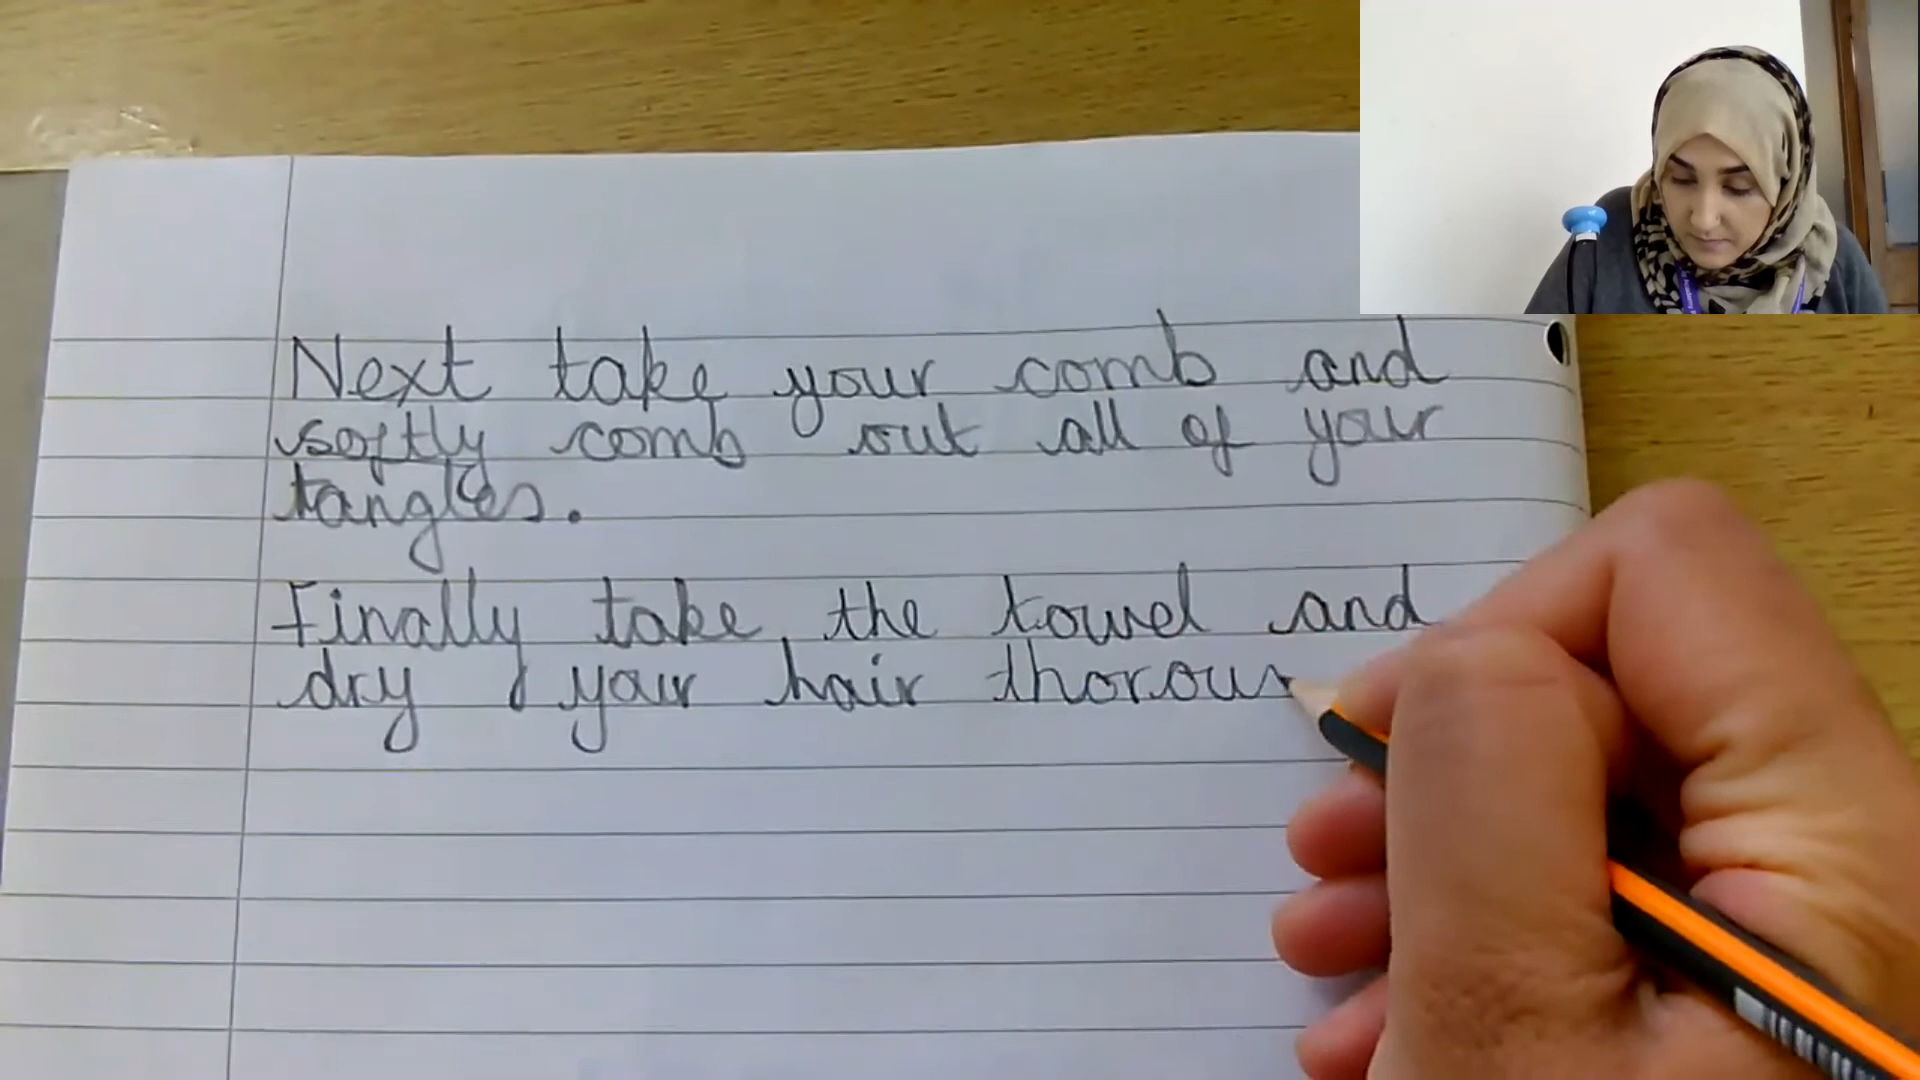 Next take your comb and
softly comb out all of your
tangles.
Finally take the towel and
dry your hair thorou